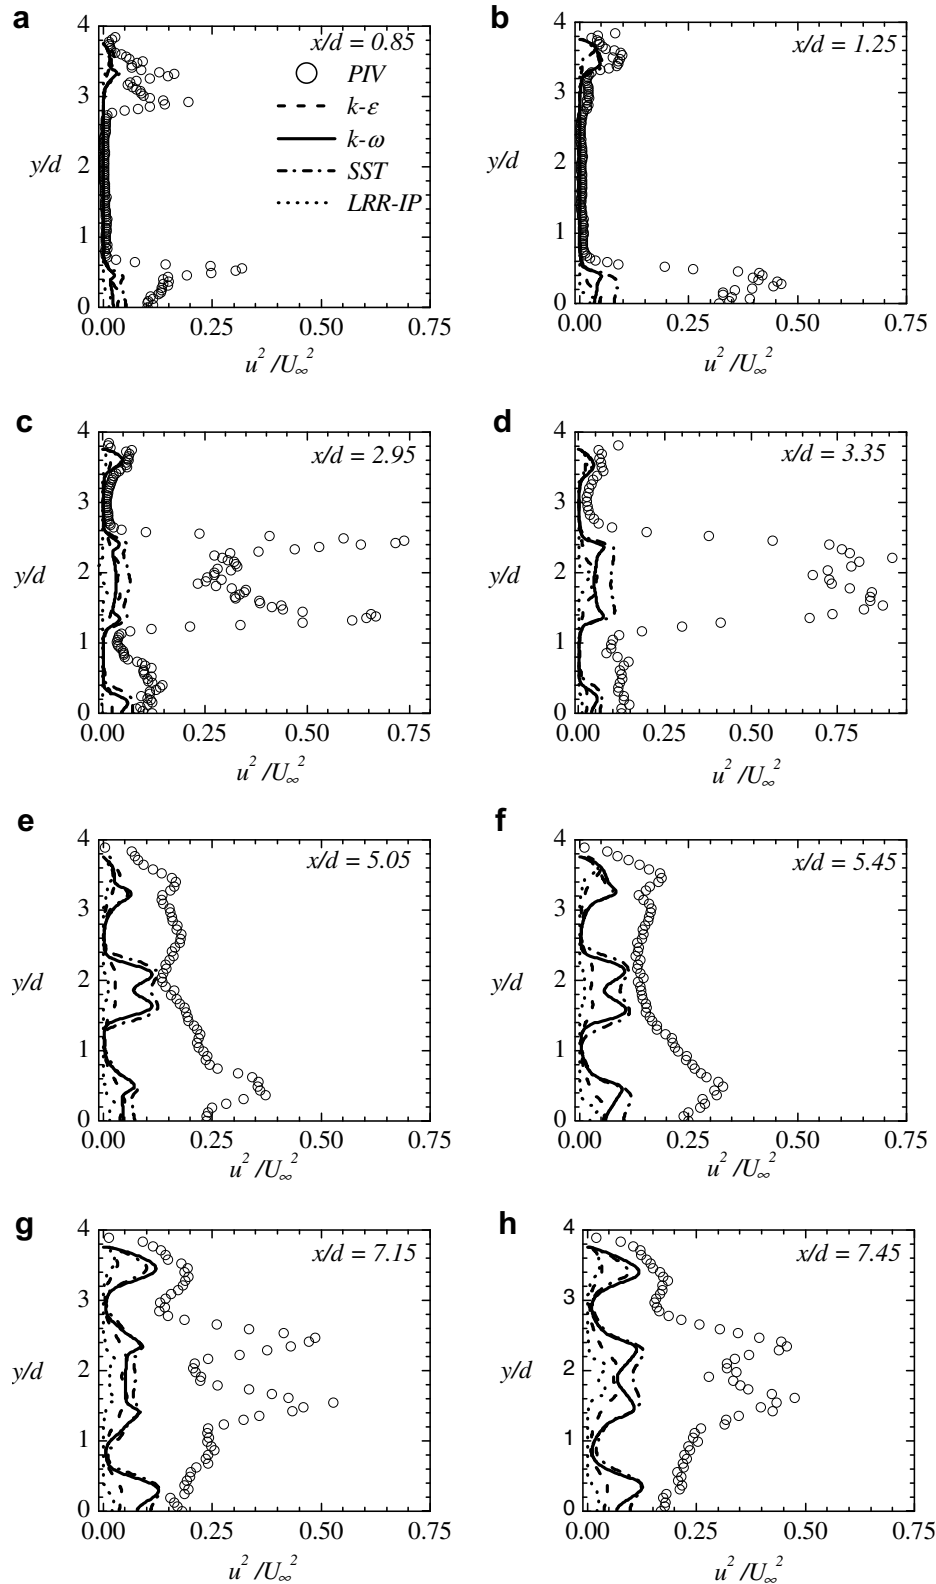 a
x/d = 0.85
PIV
k-ε
k-ω
SST
LRR-IP
4
3
2
1
0
y/d
0.00 0.25 0.50 0.75
u² /U∞²
b
x/d = 1.25
4
3
2
1
0
y/d
0.00 0.25 0.50 0.75
u² /U∞²
c
x/d = 2.95
4
3
2
1
0
y/d
0.00 0.25 0.50 0.75
u² /U∞²
d
x/d = 3.35
4
3
2
1
0
y/d
0.00 0.25 0.50 0.75
u² /U∞²
e
x/d = 5.05
4
3
2
1
0
y/d
0.00 0.25 0.50 0.75
u² /U∞²
f
x/d = 5.45
4
3
2
1
0
y/d
0.00 0.25 0.50 0.75
u² /U∞²
g
x/d = 7.15
4
3
2
1
0
y/d
0.00 0.25 0.50 0.75
u² /U∞²
h
x/d = 7.45
4
3
2
1
0
y/d
0.00 0.25 0.50 0.75
u² /U∞²